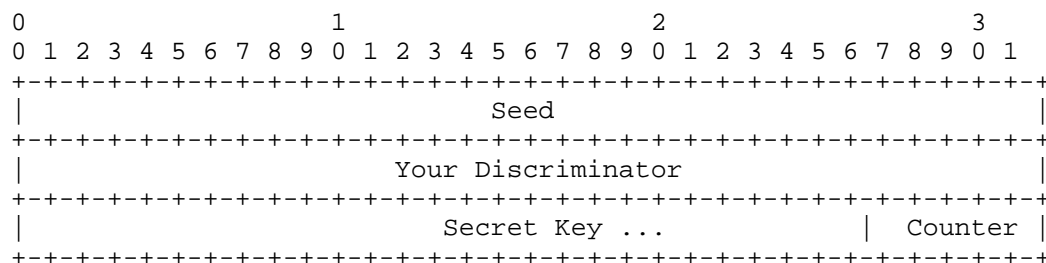 0                   1                   2                   3
0 1 2 3 4 5 6 7 8 9 0 1 2 3 4 5 6 7 8 9 0 1 2 3 4 5 6 7 8 9 0 1
+-+-+-+-+-+-+-+-+-+-+-+-+-+-+-+-+-+-+-+-+-+-+-+-+-+-+-+-+-+-+-+-+
|                             Seed                              |
+-+-+-+-+-+-+-+-+-+-+-+-+-+-+-+-+-+-+-+-+-+-+-+-+-+-+-+-+-+-+-+-+
|                       Your Discriminator                      |
+-+-+-+-+-+-+-+-+-+-+-+-+-+-+-+-+-+-+-+-+-+-+-+-+-+-+-+-+-+-+-+-+
|                          Secret Key ...            |  Counter |
+-+-+-+-+-+-+-+-+-+-+-+-+-+-+-+-+-+-+-+-+-+-+-+-+-+-+-+-+-+-+-+-+